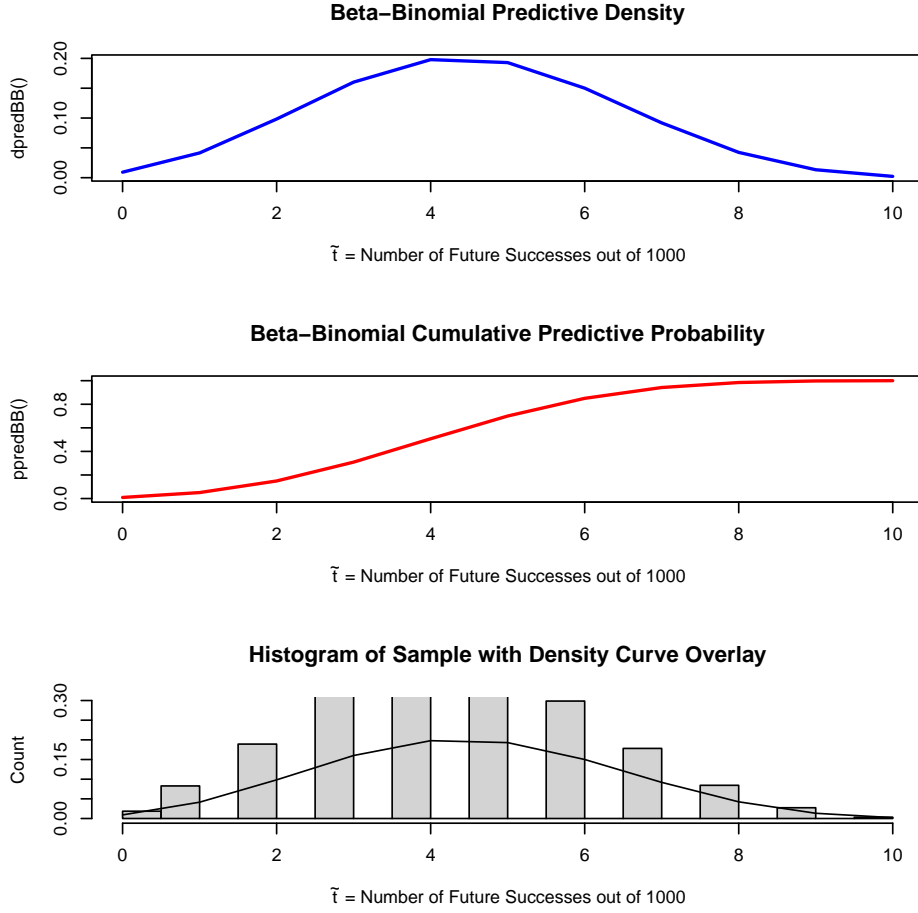 Beta−Binomial Predictive Density
dpredBB()
0.00 0.10 0.20
0 2 4 6 8 10
t̃ = Number of Future Successes out of 1000
Beta−Binomial Cumulative Predictive Probability
ppredBB()
0.0 0.4 0.8
0 2 4 6 8 10
t̃ = Number of Future Successes out of 1000
Histogram of Sample with Density Curve Overlay
Count
0.00 0.15 0.30
0 2 4 6 8 10
t̃ = Number of Future Successes out of 1000